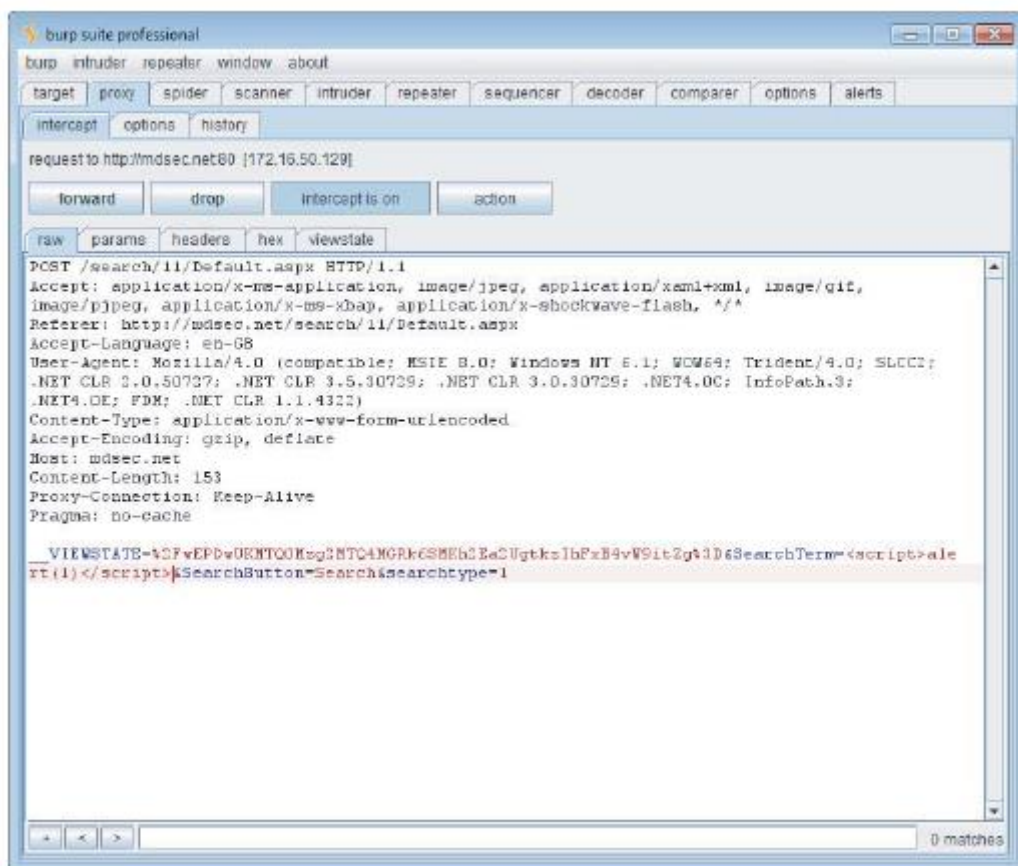 burp suite professional
burp intruder repeater window about
target proxy spider scanner intruder repeater sequencer decoder comparer options alerts
intercept options history
request to http://mdsec.net:80 [172.16.50.129]
forward drop intercept is on action
raw params headers hex viewstate
POST /search/11/Default.aspx HTTP/1.1
Accept: application/x-ms-application, image/jpeg, application/xaml+xml, image/gif,
image/pjpeg, application/x-ms-xbap, application/x-shockwave-flash, */*
Referer: http://mdsec.net/search/11/Default.aspx
Accept-Language: en-GB
User-Agent: Mozilla/4.0 (compatible; MSIE 8.0; Windows NT 6.1; WOW64; Trident/4.0; SLCC2;
.NET CLR 2.0.50727; .NET CLR 3.5.30729; .NET CLR 3.0.30729; .NET4.0C; InfoPath.3;
.NET4.0E; FDM; .NET CLR 1.1.4322)
Content-Type: application/x-www-form-urlencoded
Accept-Encoding: gzip, deflate
Host: mdsec.net
Content-Length: 153
Proxy-Connection: Keep-Alive
Pragma: no-cache
__VIEWSTATE=&SearchTerm=<script>ale
rt(1)</script>&SearchButton=Search&searchtype=1
+ < > 0 matches